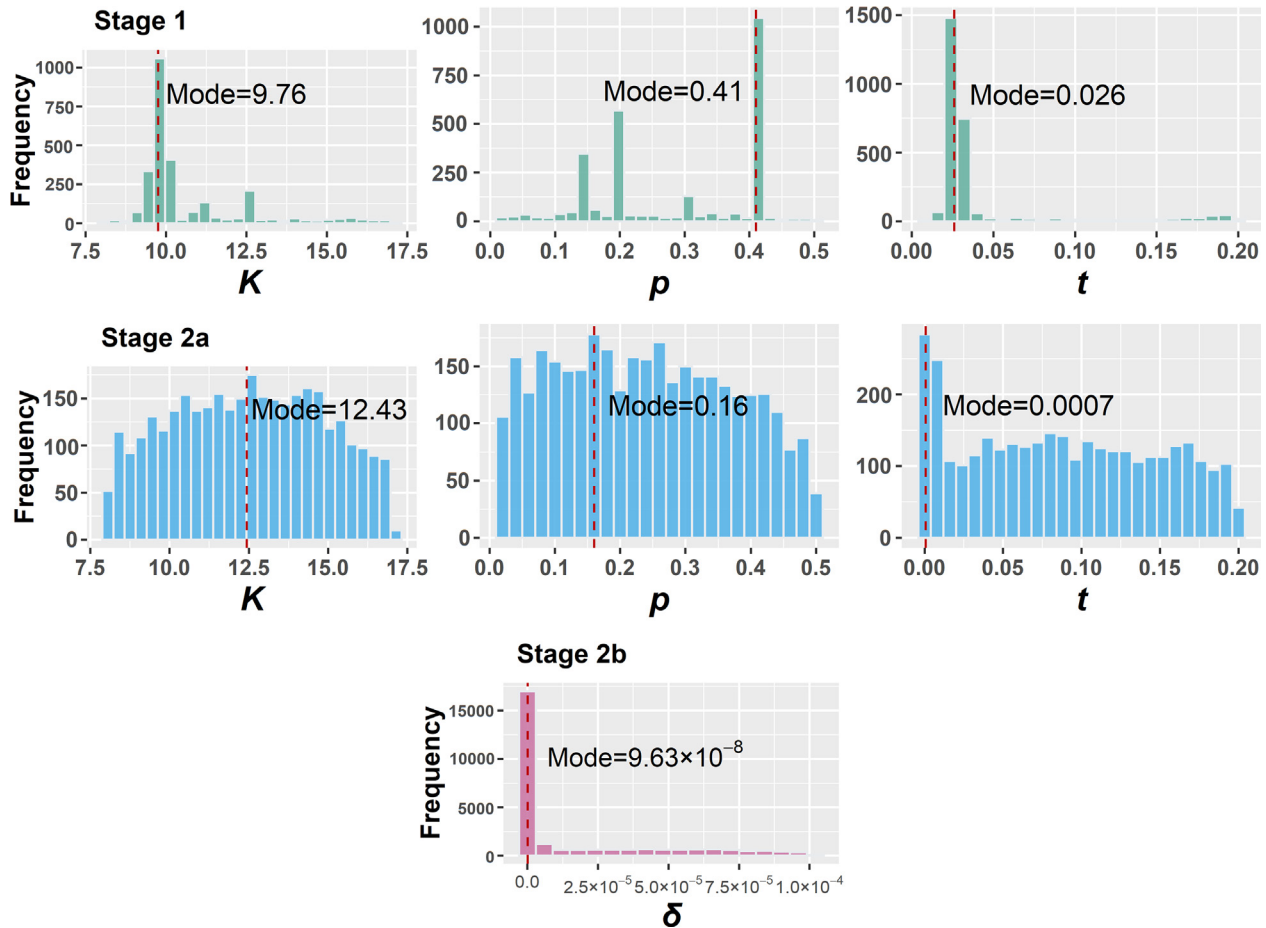 Stage 1
Frequency
1000
750
500
250
0
Mode=9.76
7.5 10.0 12.5 15.0 17.5
K
1000
750
500
250
0
Mode=0.41
0.0 0.1 0.2 0.3 0.4 0.5
p
1500
1000
500
0
Mode=0.026
0.00 0.05 0.10 0.15 0.20
t
Stage 2a
Frequency
150
100
50
0
Mode=12.43
7.5 10.0 12.5 15.0 17.5
K
150
100
50
0
Mode=0.16
0.0 0.1 0.2 0.3 0.4 0.5
p
200
100
0
Mode=0.0007
0.00 0.05 0.10 0.15 0.20
t
Stage 2b
Frequency
15000
10000
5000
0
Mode=9.63×10⁻⁸
0.0 2.5×10⁻⁵ 5.0×10⁻⁵ 7.5×10⁻⁵ 1.0×10⁻⁴
δ